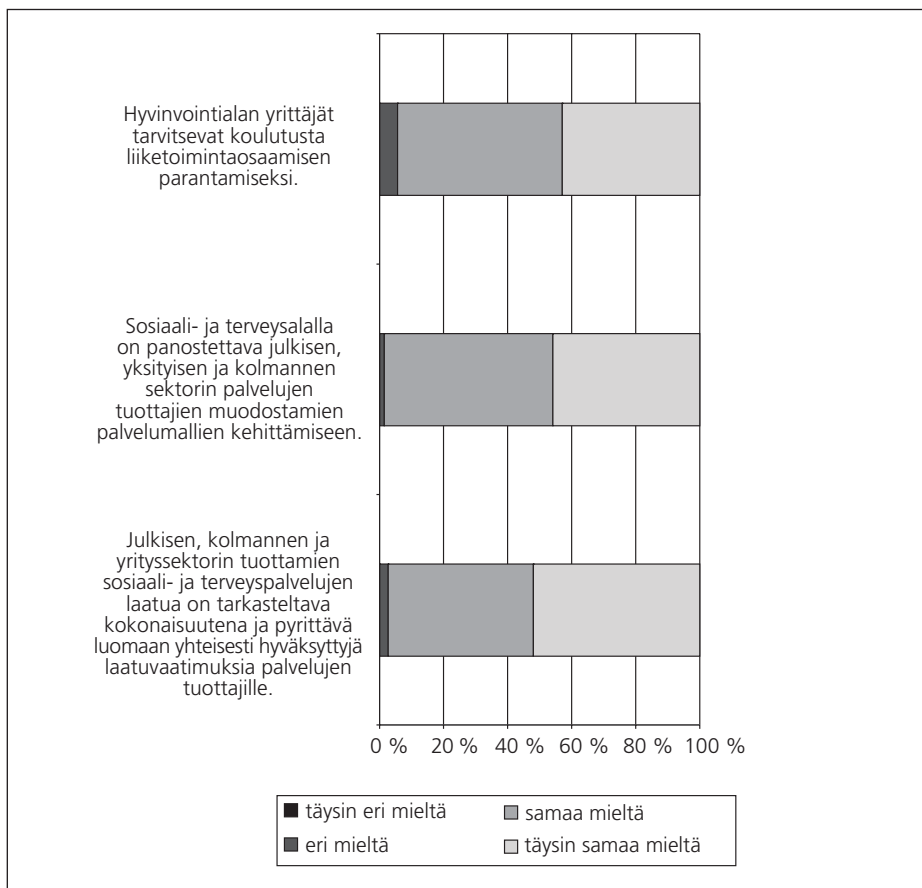 Hyvinvointialan yrittäjät
tarvitsevat koulutusta
liiketoimintaosaamisen
parantamiseksi.
Sosiaali- ja terveysalalla
on panostettava julkisen,
yksityisen ja kolmannen
sektorin palvelujen
tuottajien muodostamien
palvelumallien kehittämiseen.
Julkisen, kolmannen ja
yrityssektorin tuottamien
sosiaali- ja terveyspalvelujen
laatua on tarkasteltava
kokonaisuutena ja pyrittävä
luomaan yhteisesti hyväksyttyjä
laatuvaatimuksia palvelujen
tuottajille.
0 % 20 % 40 % 60 % 80 % 100 %
täysin eri mieltä samaa mieltä
eri mieltä täysin samaa mieltä